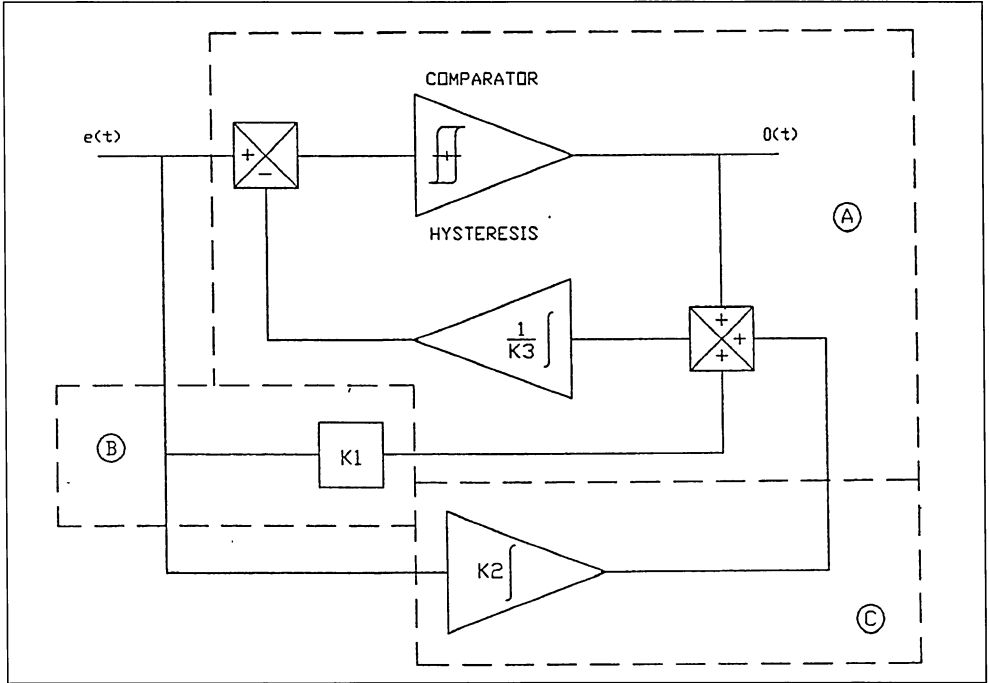 COMPARATOR
e(t)
O(t)
+
−
+
HYSTERESIS
A
+
+
+
1
K3 ∫
B
K1
K2 ∫
C